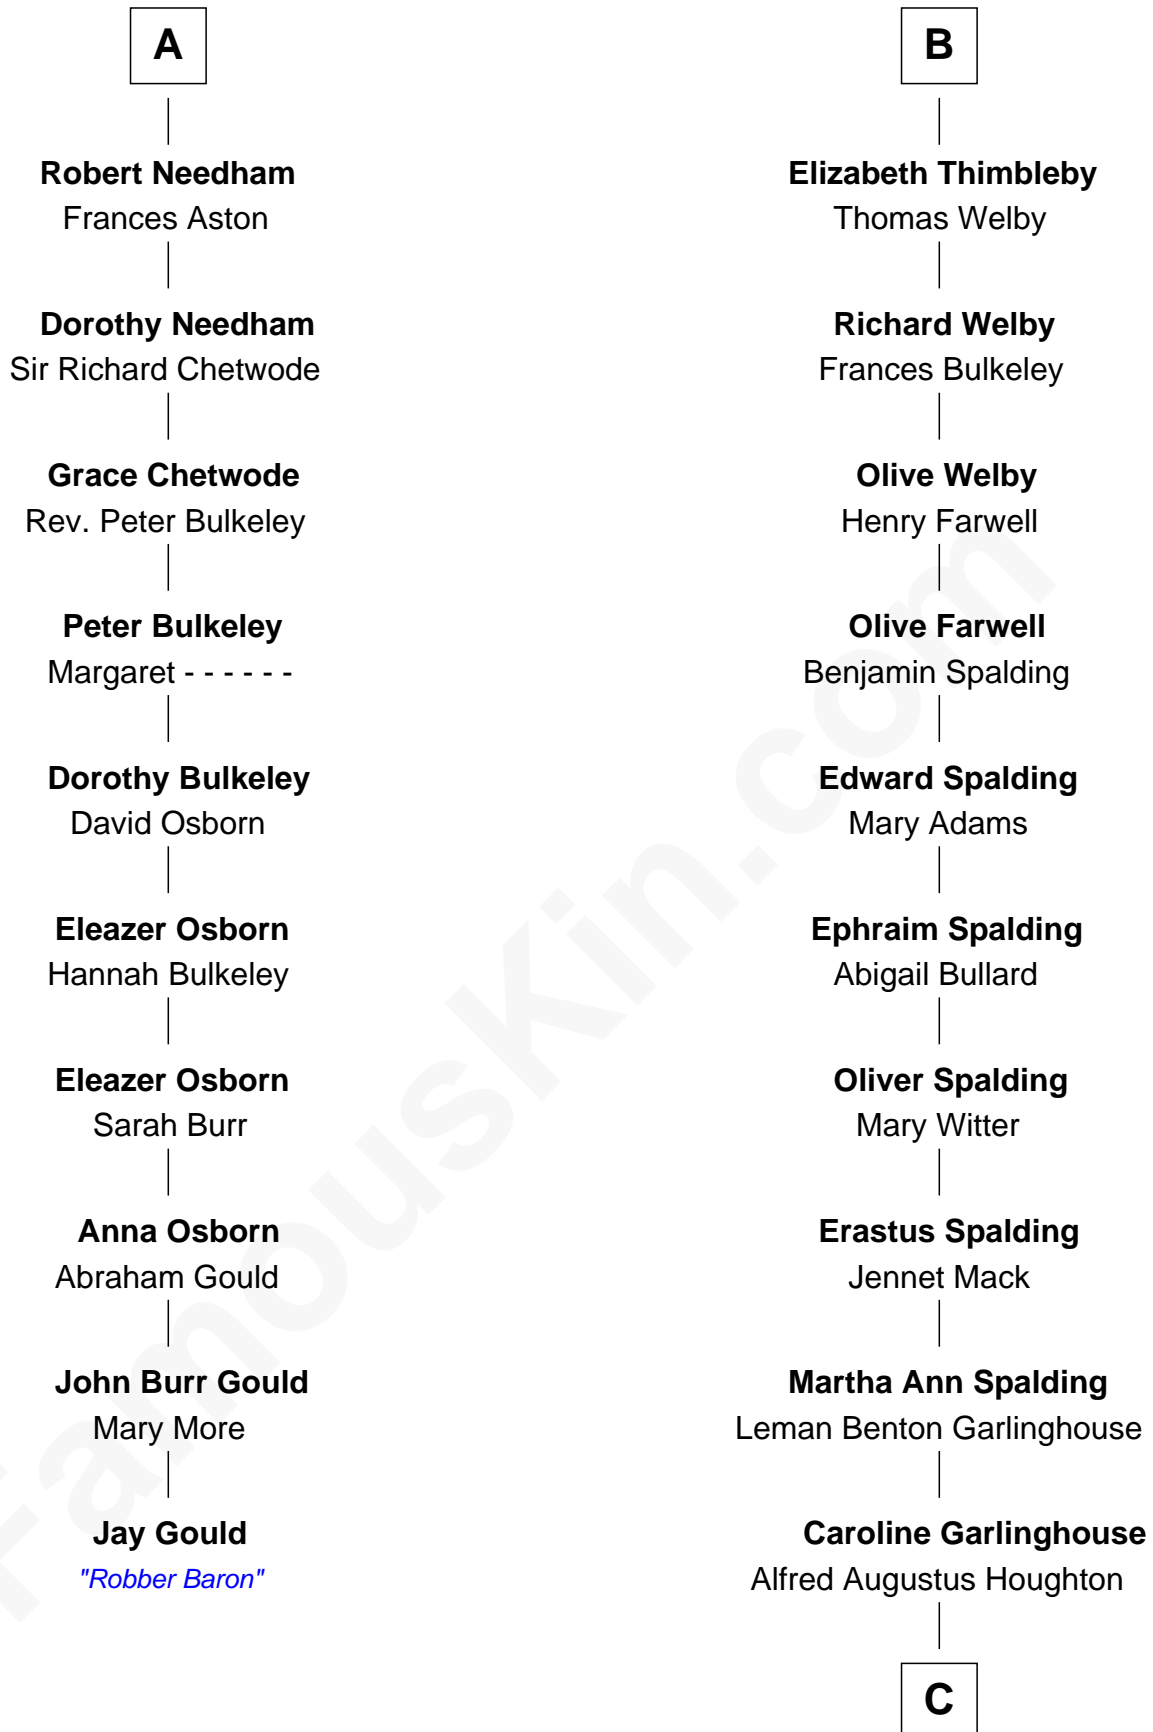 A
Robert Needham
Frances Aston
Dorothy Needham
Sir Richard Chetwode
Grace Chetwode
Rev. Peter Bulkeley
Peter Bulkeley
Margaret - - - - - -
Dorothy Bulkeley
David Osborn
Eleazer Osborn
Hannah Bulkeley
Eleazer Osborn
Sarah Burr
Anna Osborn
Abraham Gould
John Burr Gould
Mary More
Jay Gould
"Robber Baron"
B
Elizabeth Thimbleby
Thomas Welby
Richard Welby
Frances Bulkeley
Olive Welby
Henry Farwell
Olive Farwell
Benjamin Spalding
Edward Spalding
Mary Adams
Ephraim Spalding
Abigail Bullard
Oliver Spalding
Mary Witter
Erastus Spalding
Jennet Mack
Martha Ann Spalding
Leman Benton Garlinghouse
Caroline Garlinghouse
Alfred Augustus Houghton
C
FamousKin.com